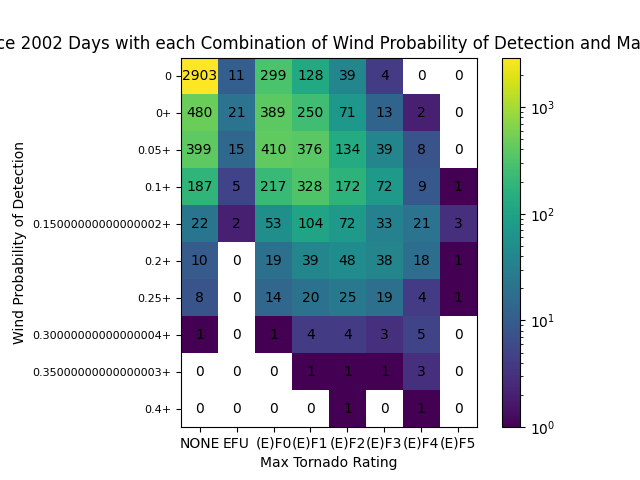 ce 2002 Days with each Combination of Wind Probability of Detection and Ma
0 2903 11 299 128 39 4 0 0
0+ 480 21 389 250 71 13 2 0
0.05+ 399 15 410 376 134 39 8 0
0.1+ 187 5 217 328 172 72 9 1
0.15000000000000002+ 22 2 53 104 72 33 21 3
0.2+ 10 0 19 39 48 38 18 1
0.25+ 8 0 14 20 25 19 4 1
0.30000000000000004+ 1 0 1 4 4 3 5 0
0.35000000000000003+ 0 0 0 1 1 1 3 0
0.4+ 0 0 0 0 1 0 1 0
NONE EFU (E)F0 (E)F1 (E)F2 (E)F3 (E)F4 (E)F5
Max Tornado Rating
Wind Probability of Detection
10³
10²
10¹
10⁰